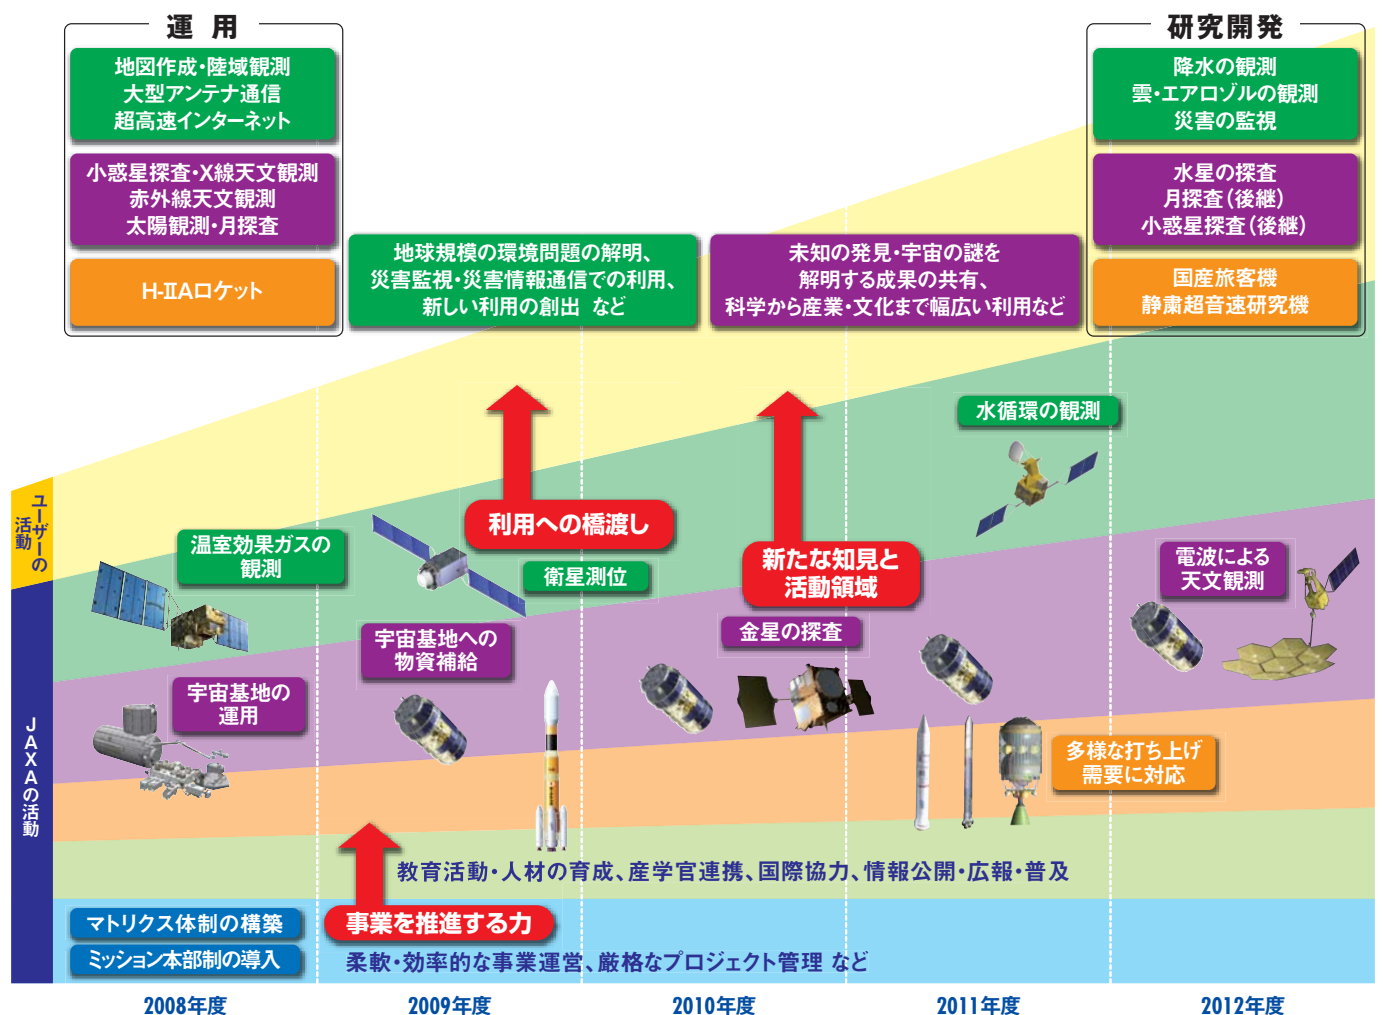 運用
地図作成・陸域観測
大型アンテナ通信
超高速インターネット
小惑星探査・X線天文観測
赤外線天文観測
太陽観測・月探査
H-ⅡAロケット
地球規模の環境問題の解明、
災害監視・災害情報通信での利用、
新しい利用の創出 など
未知の発見・宇宙の謎を
解明する成果の共有、
科学から産業・文化まで幅広い利用など
研究開発
降水の観測
雲・エアロゾルの観測
災害の監視
水星の探査
月探査(後継)
小惑星探査(後継)
国産旅客機
静粛超音速研究機
ユーザーの
活動
JAXAの活動
水循環の観測
利用への橋渡し
温室効果ガスの
観測
衛星測位
新たな知見と
活動領域
電波による
天文観測
宇宙基地への
物資補給
金星の探査
宇宙基地の
運用
多様な打ち上げ
需要に対応
教育活動・人材の育成、産学官連携、国際協力、情報公開・広報・普及
マトリクス体制の構築
事業を推進する力
ミッション本部制の導入
柔軟・効率的な事業運営、厳格なプロジェクト管理 など
2008年度
2009年度
2010年度
2011年度
2012年度